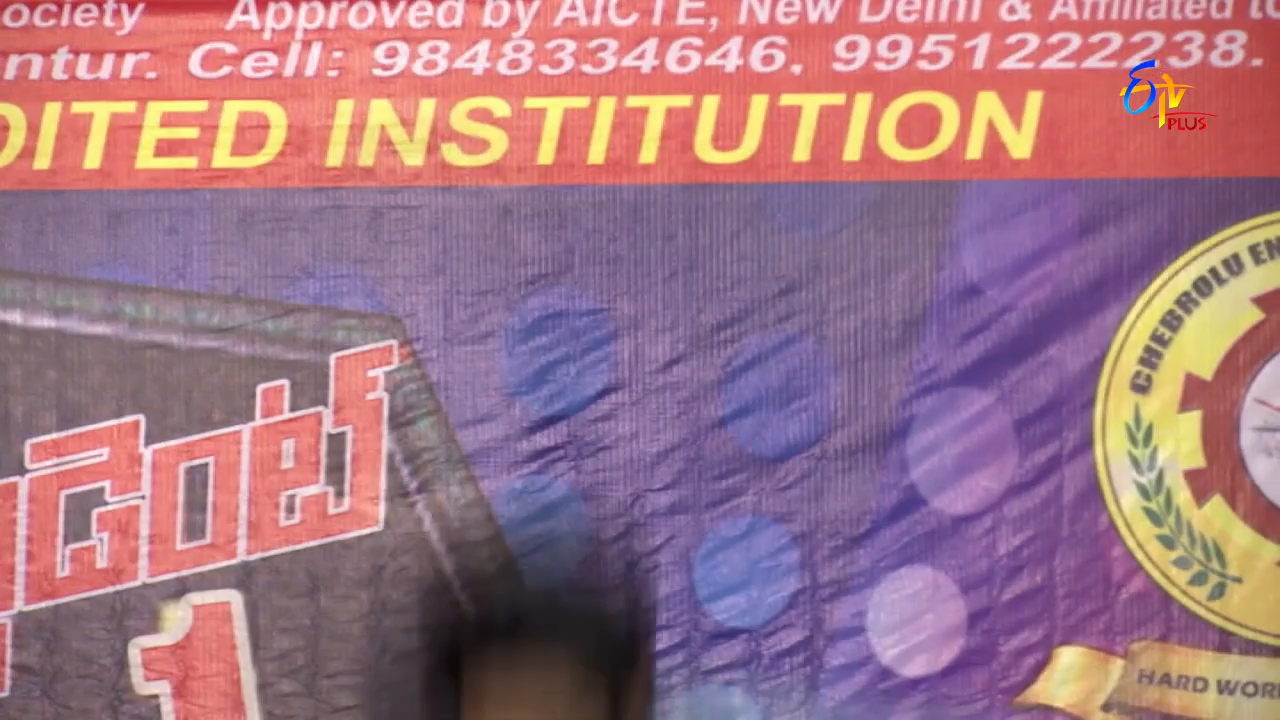 ociety Approved by AICTE, New Delhi & Affiliated to
ntur. Cell: 9848334646, 9951222238.
DITED INSTITUTION
ETV
PLUS
CHEBROLU EN
1
HARD WOR